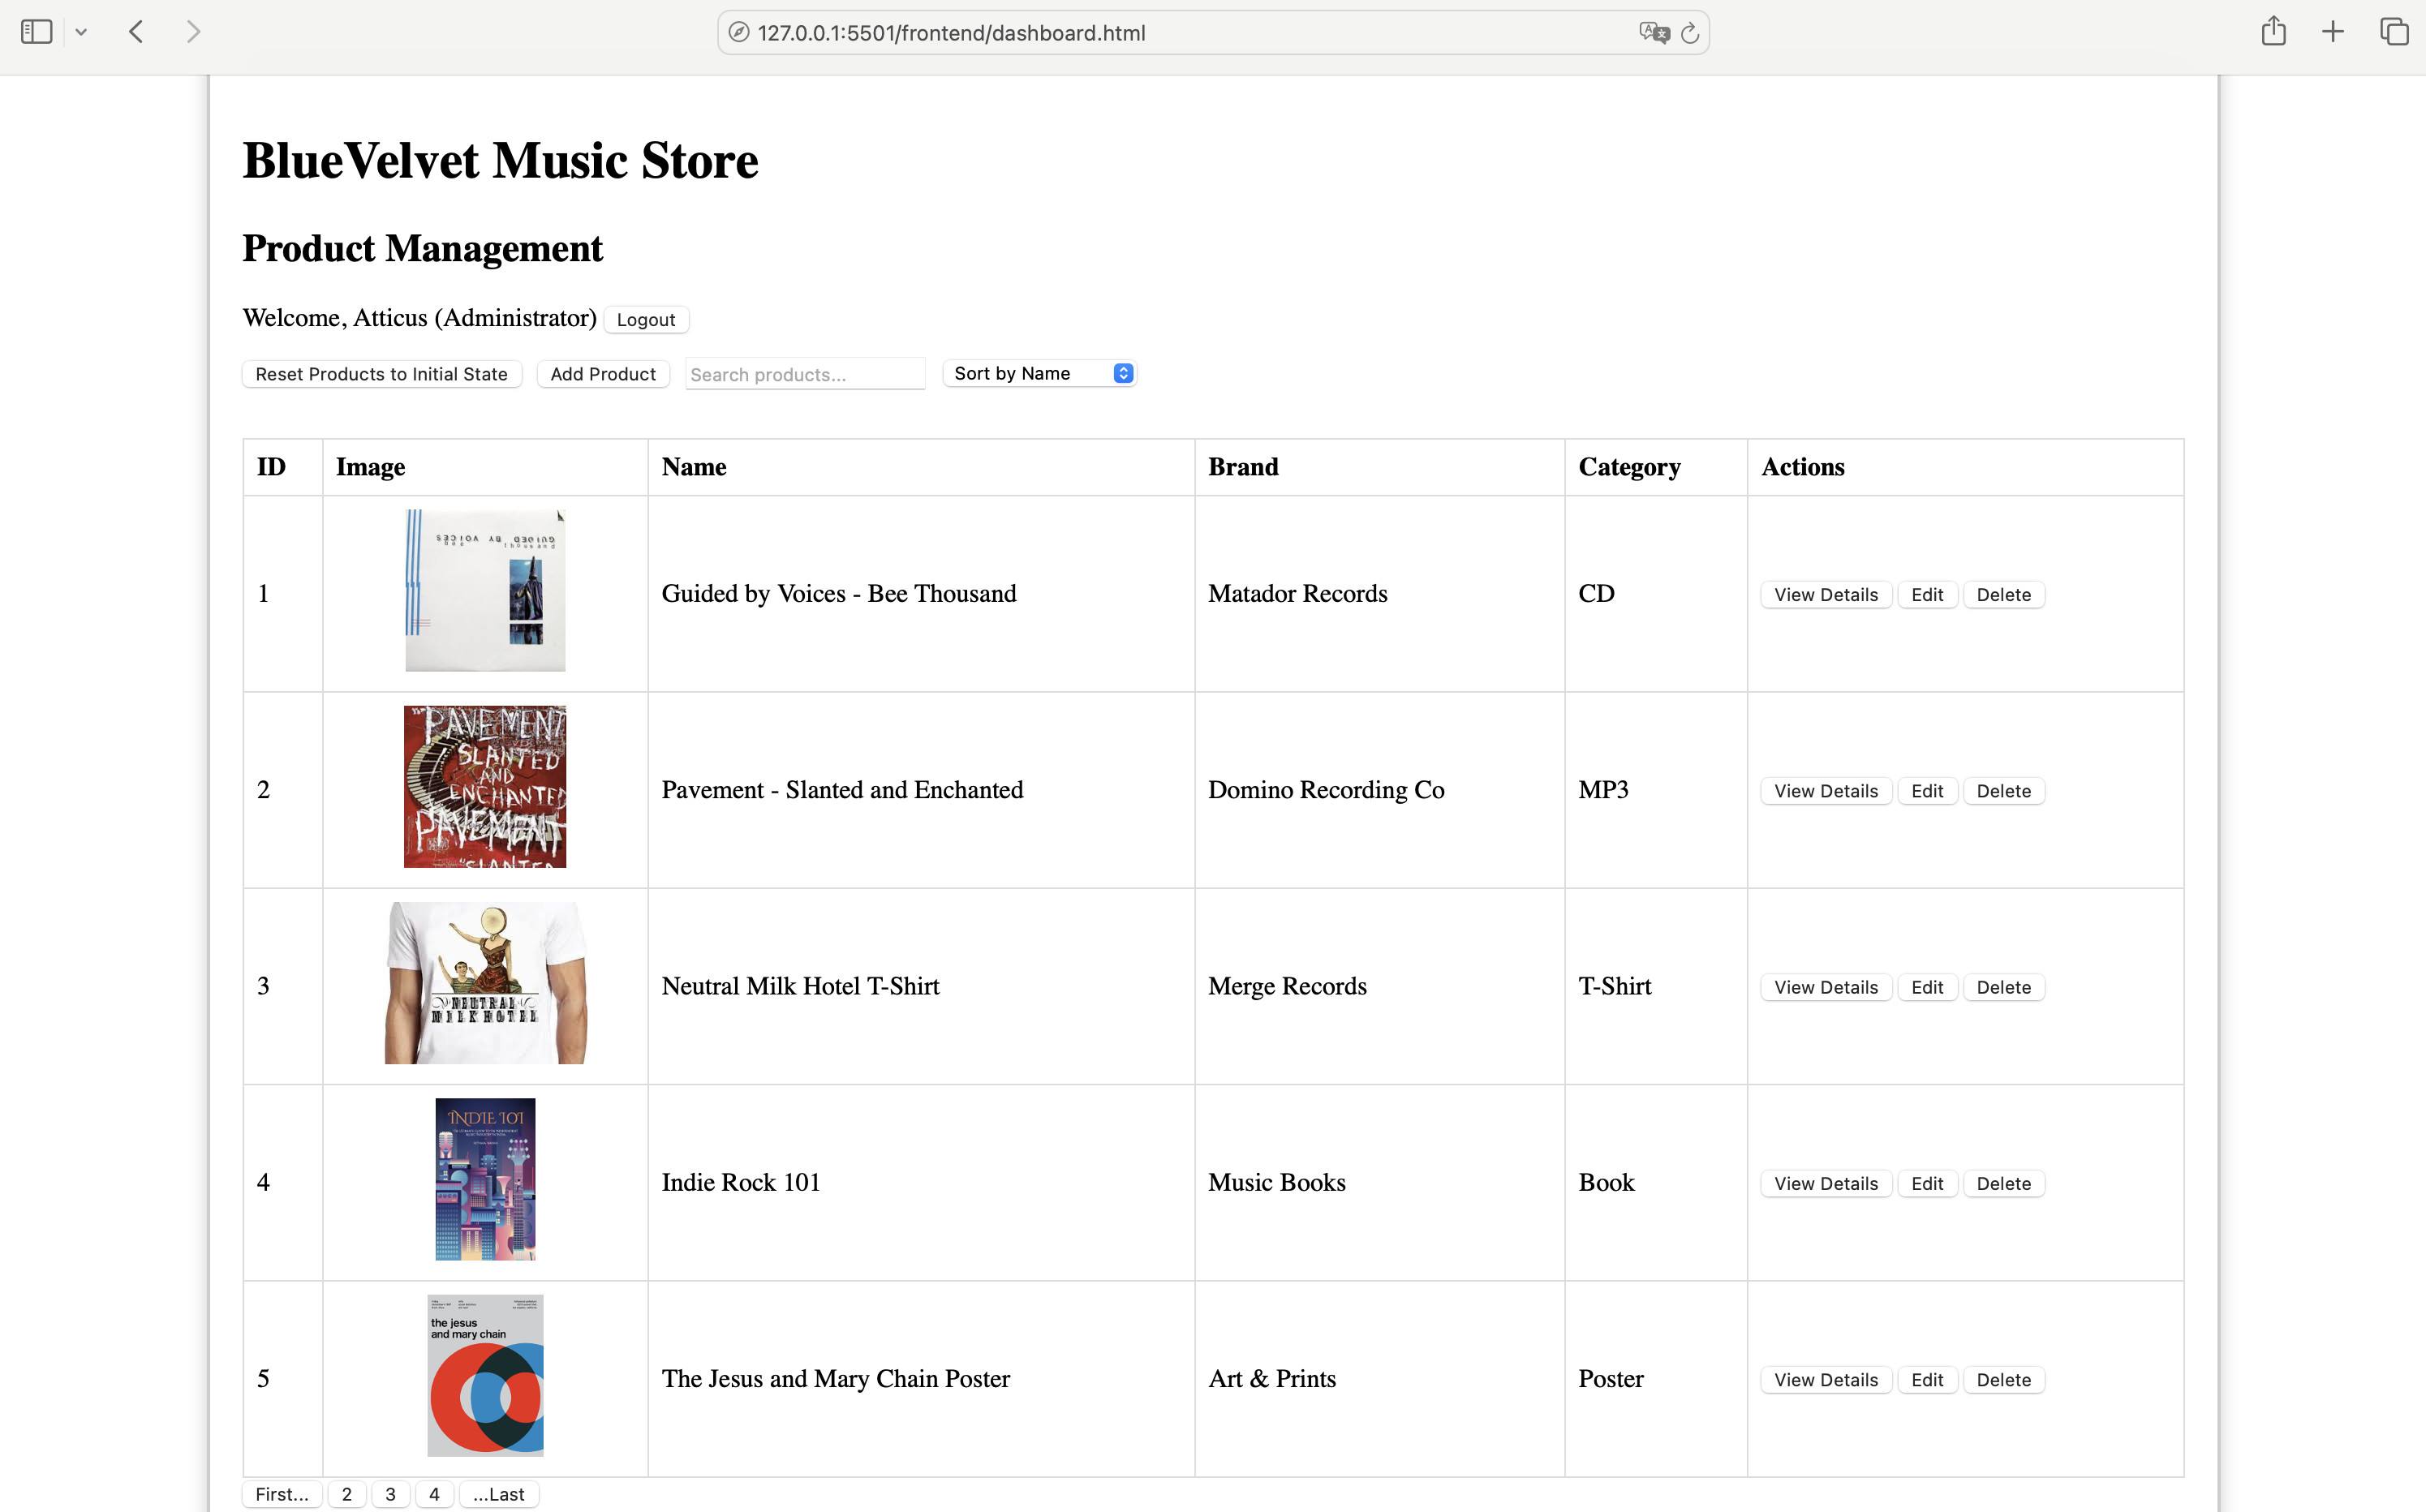 127.0.0.1:5501/frontend/dashboard.html
BlueVelvet Music Store
Product Management
Welcome, Atticus (Administrator) Logout
Reset Products to Initial State Add Product Search products... Sort by Name
ID Image Name Brand Category Actions
GUIDED BY VOICES
bee thousand
1 Guided by Voices - Bee Thousand Matador Records CD View Details Edit Delete
"PAVEMENT
SLANTED
AND
ENCHANTED
PAVEMENT
"SLANTED
2 Pavement - Slanted and Enchanted Domino Recording Co MP3 View Details Edit Delete
NEUTRAL
MILK HOTEL
3 Neutral Milk Hotel T-Shirt Merge Records T-Shirt View Details Edit Delete
INDIE 101
4 Indie Rock 101 Music Books Book View Details Edit Delete
the jesus
and mary chain
5 The Jesus and Mary Chain Poster Art & Prints Poster View Details Edit Delete
First... 2 3 4 ...Last